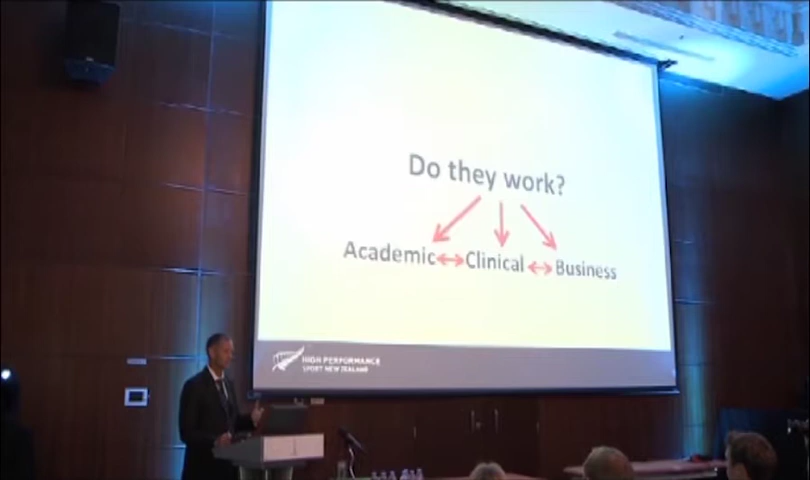 Do they work?
Academic Clinical Business
HIGH PERFORMANCE
SPORT NEW ZEALAND